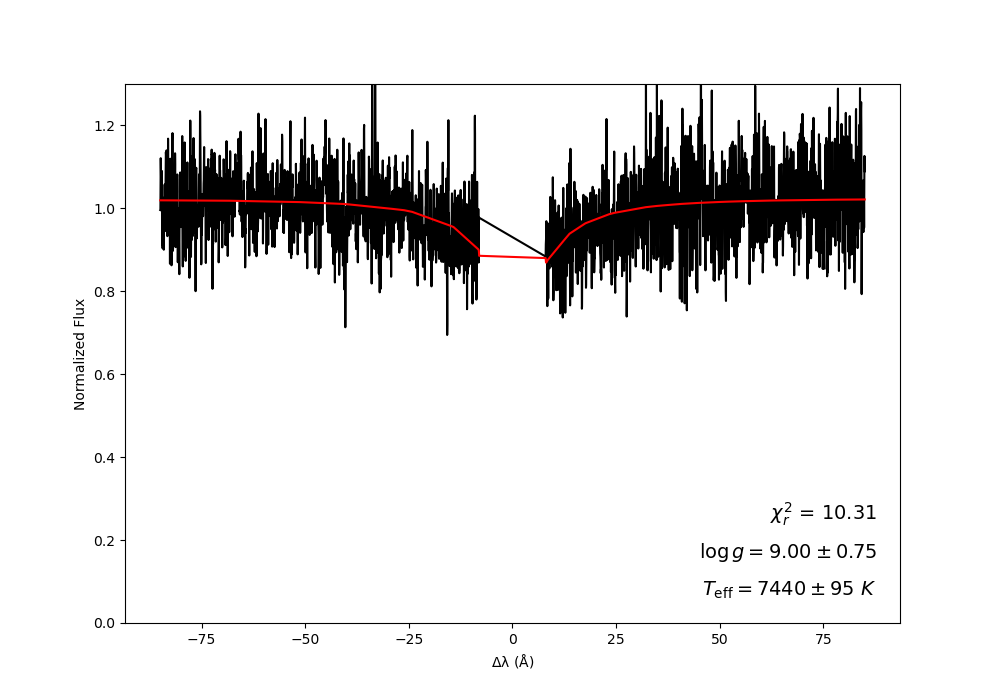 1.2
1.0
0.8
0.6
0.4
0.2
0.0
Normalized Flux
χ²ᵣ = 10.31
log g = 9.00 ± 0.75
T_eff = 7440 ± 95 K
−75 −50 −25 0 25 50 75
Δλ (Å)